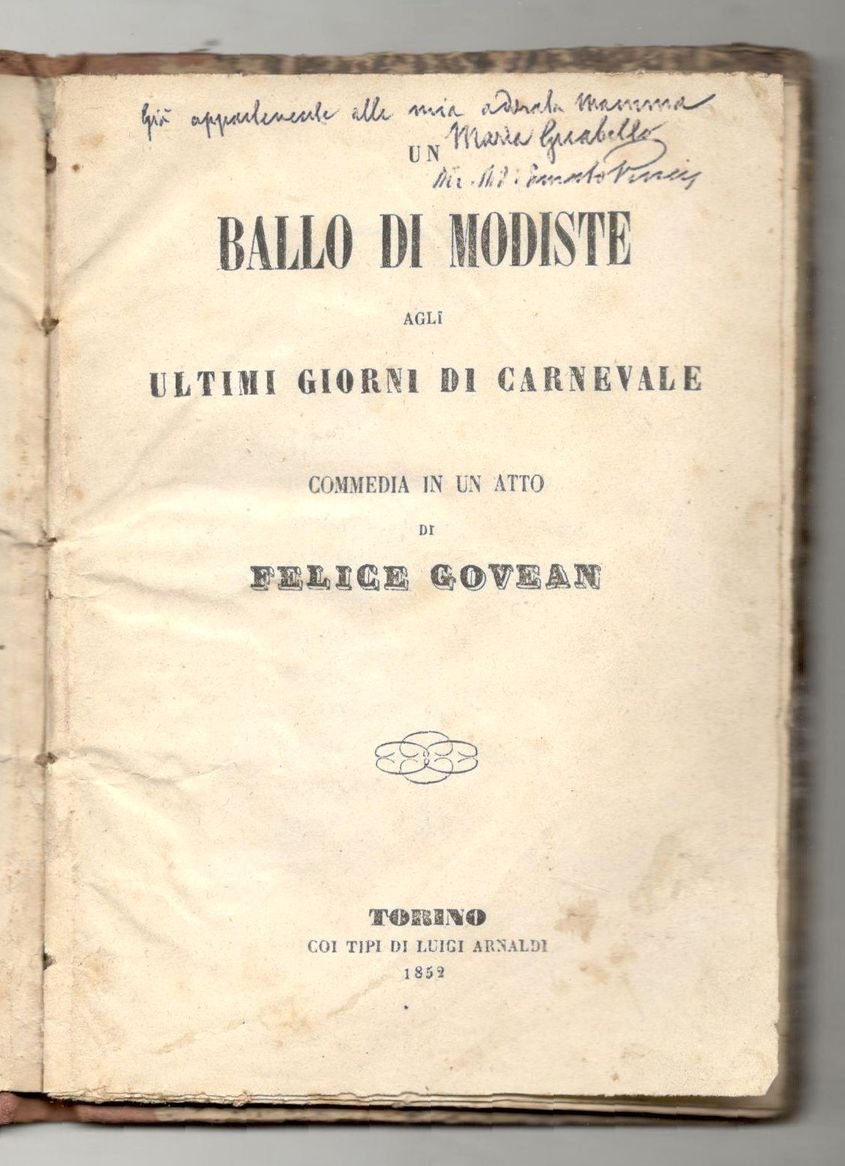 Già appartenente alla mia adorata mamma
Maria Guabello
UN
BALLO DI MODISTE
AGLI
ULTIMI GIORNI DI CARNEVALE
COMMEDIA IN UN ATTO
DI
FELICE GOVEAN
TORINO
COI TIPI DI LUIGI ARNALDI
1852